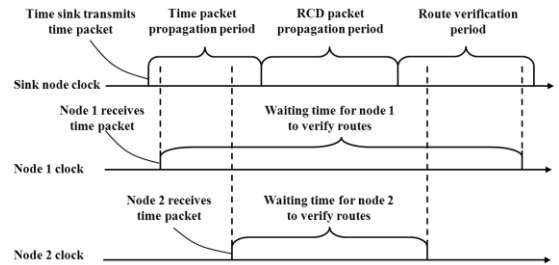 Time sink transmits
time packet
Time packet
propagation period
RCD packet
propagation period
Route verification
period
Sink node clock
Node 1 receives
time packet
Waiting time for node 1
to verify routes
Node 1 clock
Node 2 receives
time packet
Waiting time for node 2
to verify routes
Node 2 clock